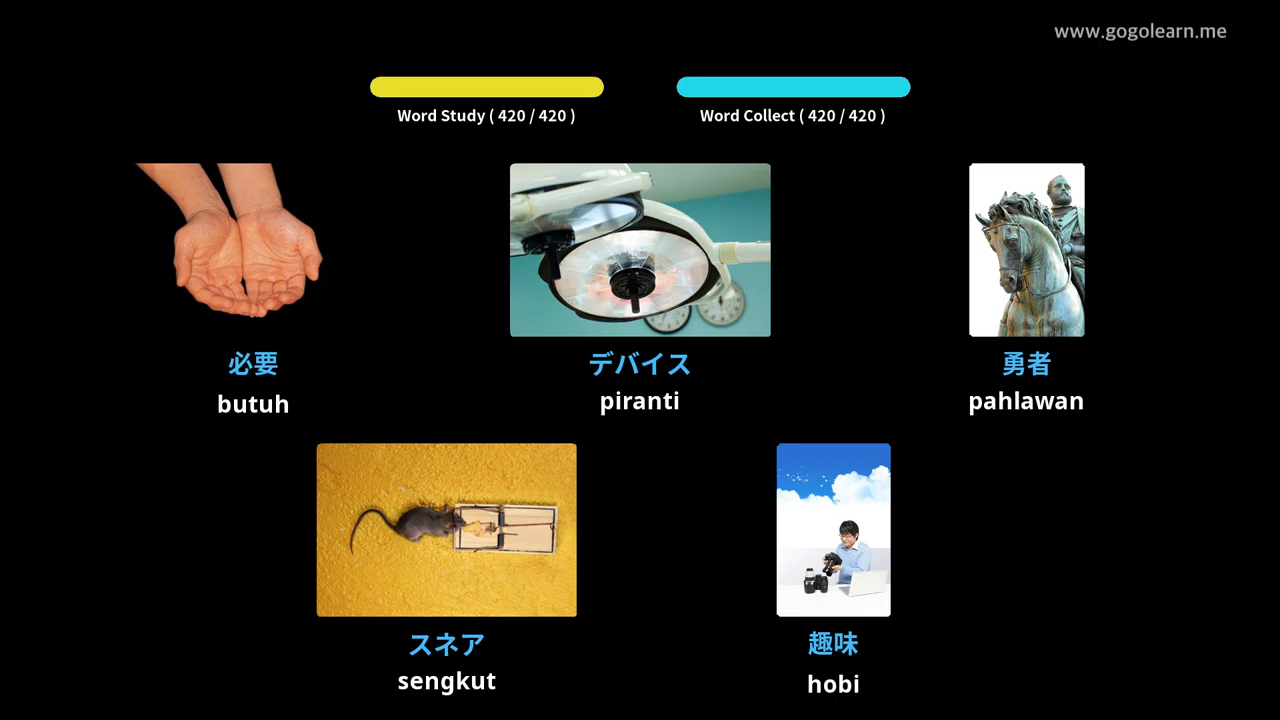 www.gogolearn.me
Word Study ( 420 / 420 )
Word Collect ( 420 / 420 )
必要
butuh
デバイス
piranti
勇者
pahlawan
スネア
sengkut
趣味
hobi